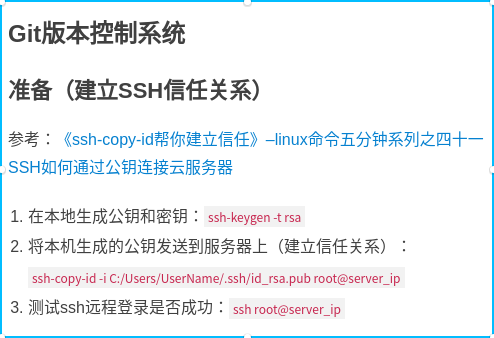 Git版本控制系统
准备（建立SSH信任关系）
参考：《ssh-copy-id帮你建立信任》–linux命令五分钟系列之四十一
SSH如何通过公钥连接云服务器
1. 在本地生成公钥和密钥：ssh-keygen -t rsa
2. 将本机生成的公钥发送到服务器上（建立信任关系）：
ssh-copy-id -i C:/Users/UserName/.ssh/id_rsa.pub root@server_ip
3. 测试ssh远程登录是否成功：ssh root@server_ip